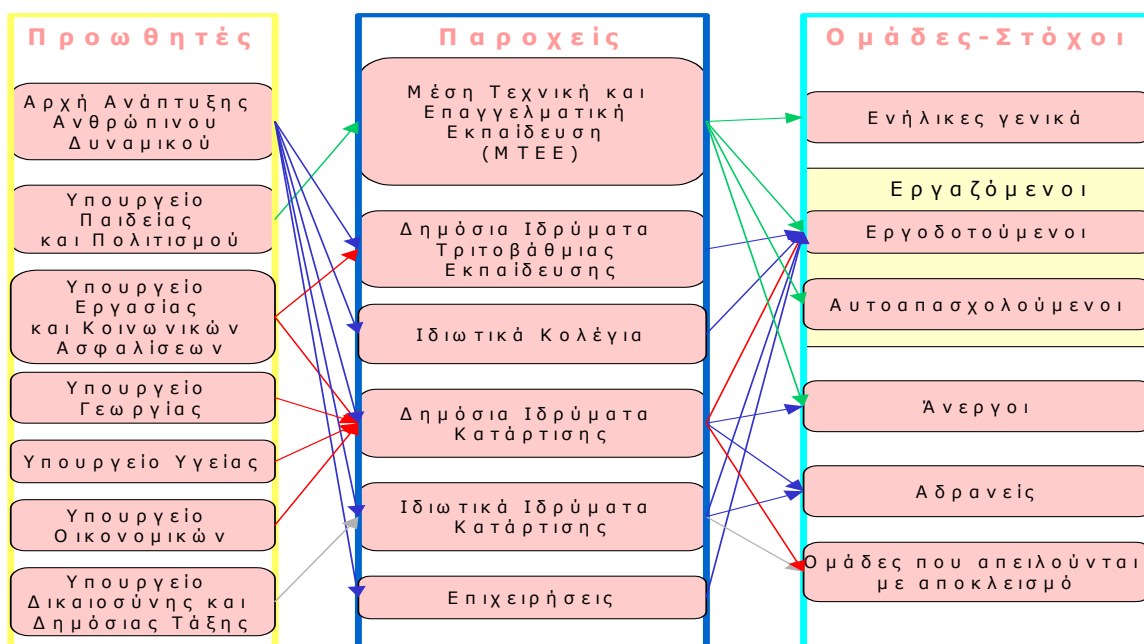 Προωθητές
Αρχή Ανάπτυξης
Ανθρώπινου
Δυναμικού
Υπουργείο
Παιδείας
και Πολιτισμού
Υπουργείο
Εργασίας
και Κοινωνικών
Ασφαλίσεων
Υπουργείο
Γεωργίας
Υπουργείο Υγείας
Υπουργείο
Οικονομικών
Υπουργείο
Δικαιοσύνης και
Δημόσιας Τάξης
Παροχείς
Μέση Τεχνική και
Επαγγελματική
Εκπαίδευση
(ΜΤΕΕ)
Δημόσια Ιδρύματα
Τριτοβάθμιας
Εκπαίδευσης
Ιδιωτικά Κολέγια
Δημόσια Ιδρύματα
Κατάρτισης
Ιδιωτικά Ιδρύματα
Κατάρτισης
Επιχειρήσεις
Ομάδες-Στόχοι
Ενήλικες γενικά
Εργαζόμενοι
Εργοδοτούμενοι
Αυτοαπασχολούμενοι
Άνεργοι
Αδρανείς
Ομάδες που απειλούνται
με αποκλεισμό